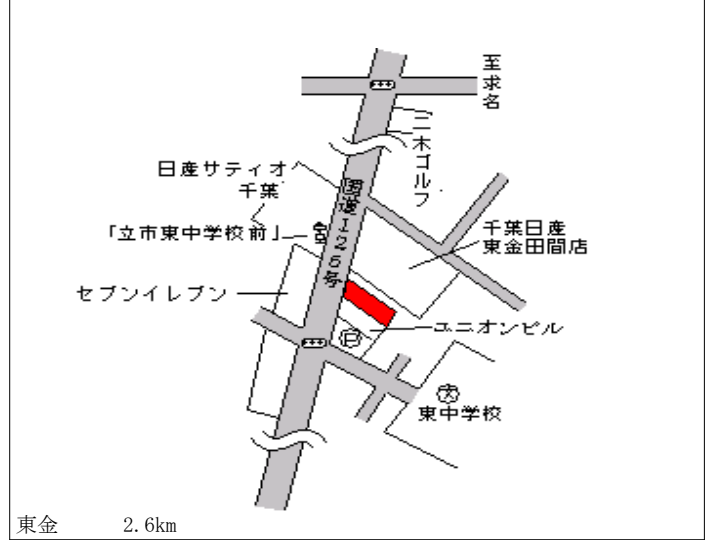 至求名
二木ゴルフ
日産サティオ
千葉
国道126号
「立市東中学校前」
千葉日産
東金田間店
セブンイレブン
ユニオンビル
P
文
東中学校
東金 2.6km